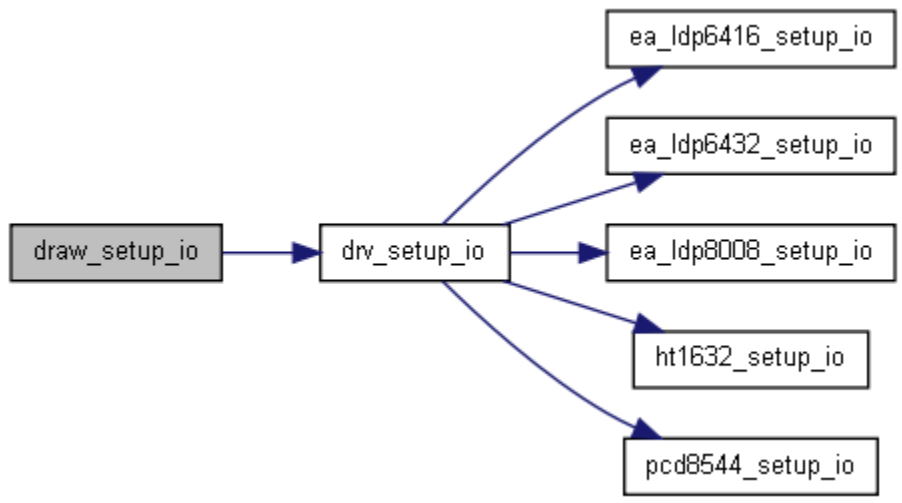 draw_setup_io
drv_setup_io
ea_ldp6416_setup_io
ea_ldp6432_setup_io
ea_ldp8008_setup_io
ht1632_setup_io
pcd8544_setup_io